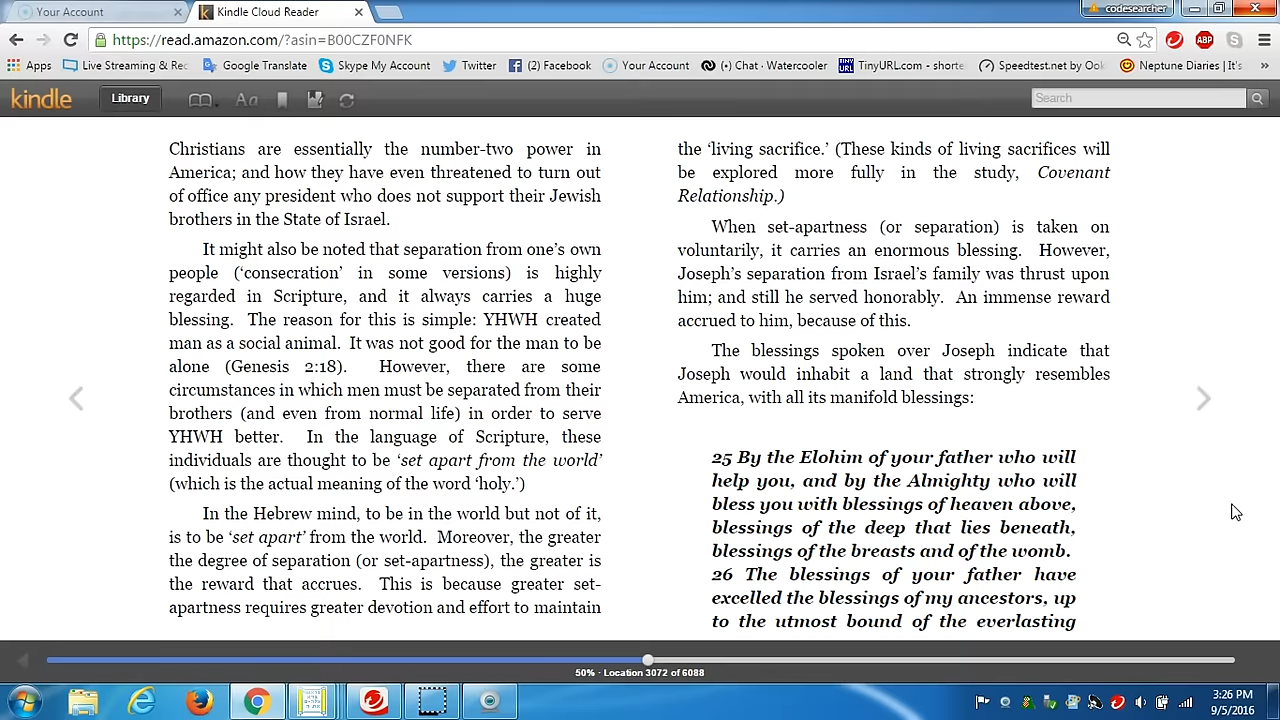 Your Account
Kindle Cloud Reader
codesearcher
https://read.amazon.com/?asin=B00CZF0NFK
ABP
Apps
Live Streaming & Rec
Google Translate
Skype My Account
Twitter
(2) Facebook
Your Account
(•) Chat · Watercooler
TinyURL.com - shorte
Speedtest.net by Ook
Neptune Diaries | It's
kindle
Library
Aa
Search
Christians are essentially the number-two power in
America; and how they have even threatened to turn out
of office any president who does not support their Jewish
brothers in the State of Israel.
It might also be noted that separation from one’s own
people (‘consecration’ in some versions) is highly
regarded in Scripture, and it always carries a huge
blessing. The reason for this is simple: YHWH created
man as a social animal. It was not good for the man to be
alone (Genesis 2:18). However, there are some
circumstances in which men must be separated from their
brothers (and even from normal life) in order to serve
YHWH better. In the language of Scripture, these
individuals are thought to be ‘set apart from the world’
(which is the actual meaning of the word ‘holy.’)
In the Hebrew mind, to be in the world but not of it,
is to be ‘set apart’ from the world. Moreover, the greater
the degree of separation (or set-apartness), the greater is
the reward that accrues. This is because greater set-
apartness requires greater devotion and effort to maintain
the ‘living sacrifice.’ (These kinds of living sacrifices will
be explored more fully in the study, Covenant
Relationship.)
When set-apartness (or separation) is taken on
voluntarily, it carries an enormous blessing. However,
Joseph’s separation from Israel’s family was thrust upon
him; and still he served honorably. An immense reward
accrued to him, because of this.
The blessings spoken over Joseph indicate that
Joseph would inhabit a land that strongly resembles
America, with all its manifold blessings:
25 By the Elohim of your father who will
help you, and by the Almighty who will
bless you with blessings of heaven above,
blessings of the deep that lies beneath,
blessings of the breasts and of the womb.
26 The blessings of your father have
excelled the blessings of my ancestors, up
to the utmost bound of the everlasting
50% · Location 3072 of 6088
3:26 PM
9/5/2016